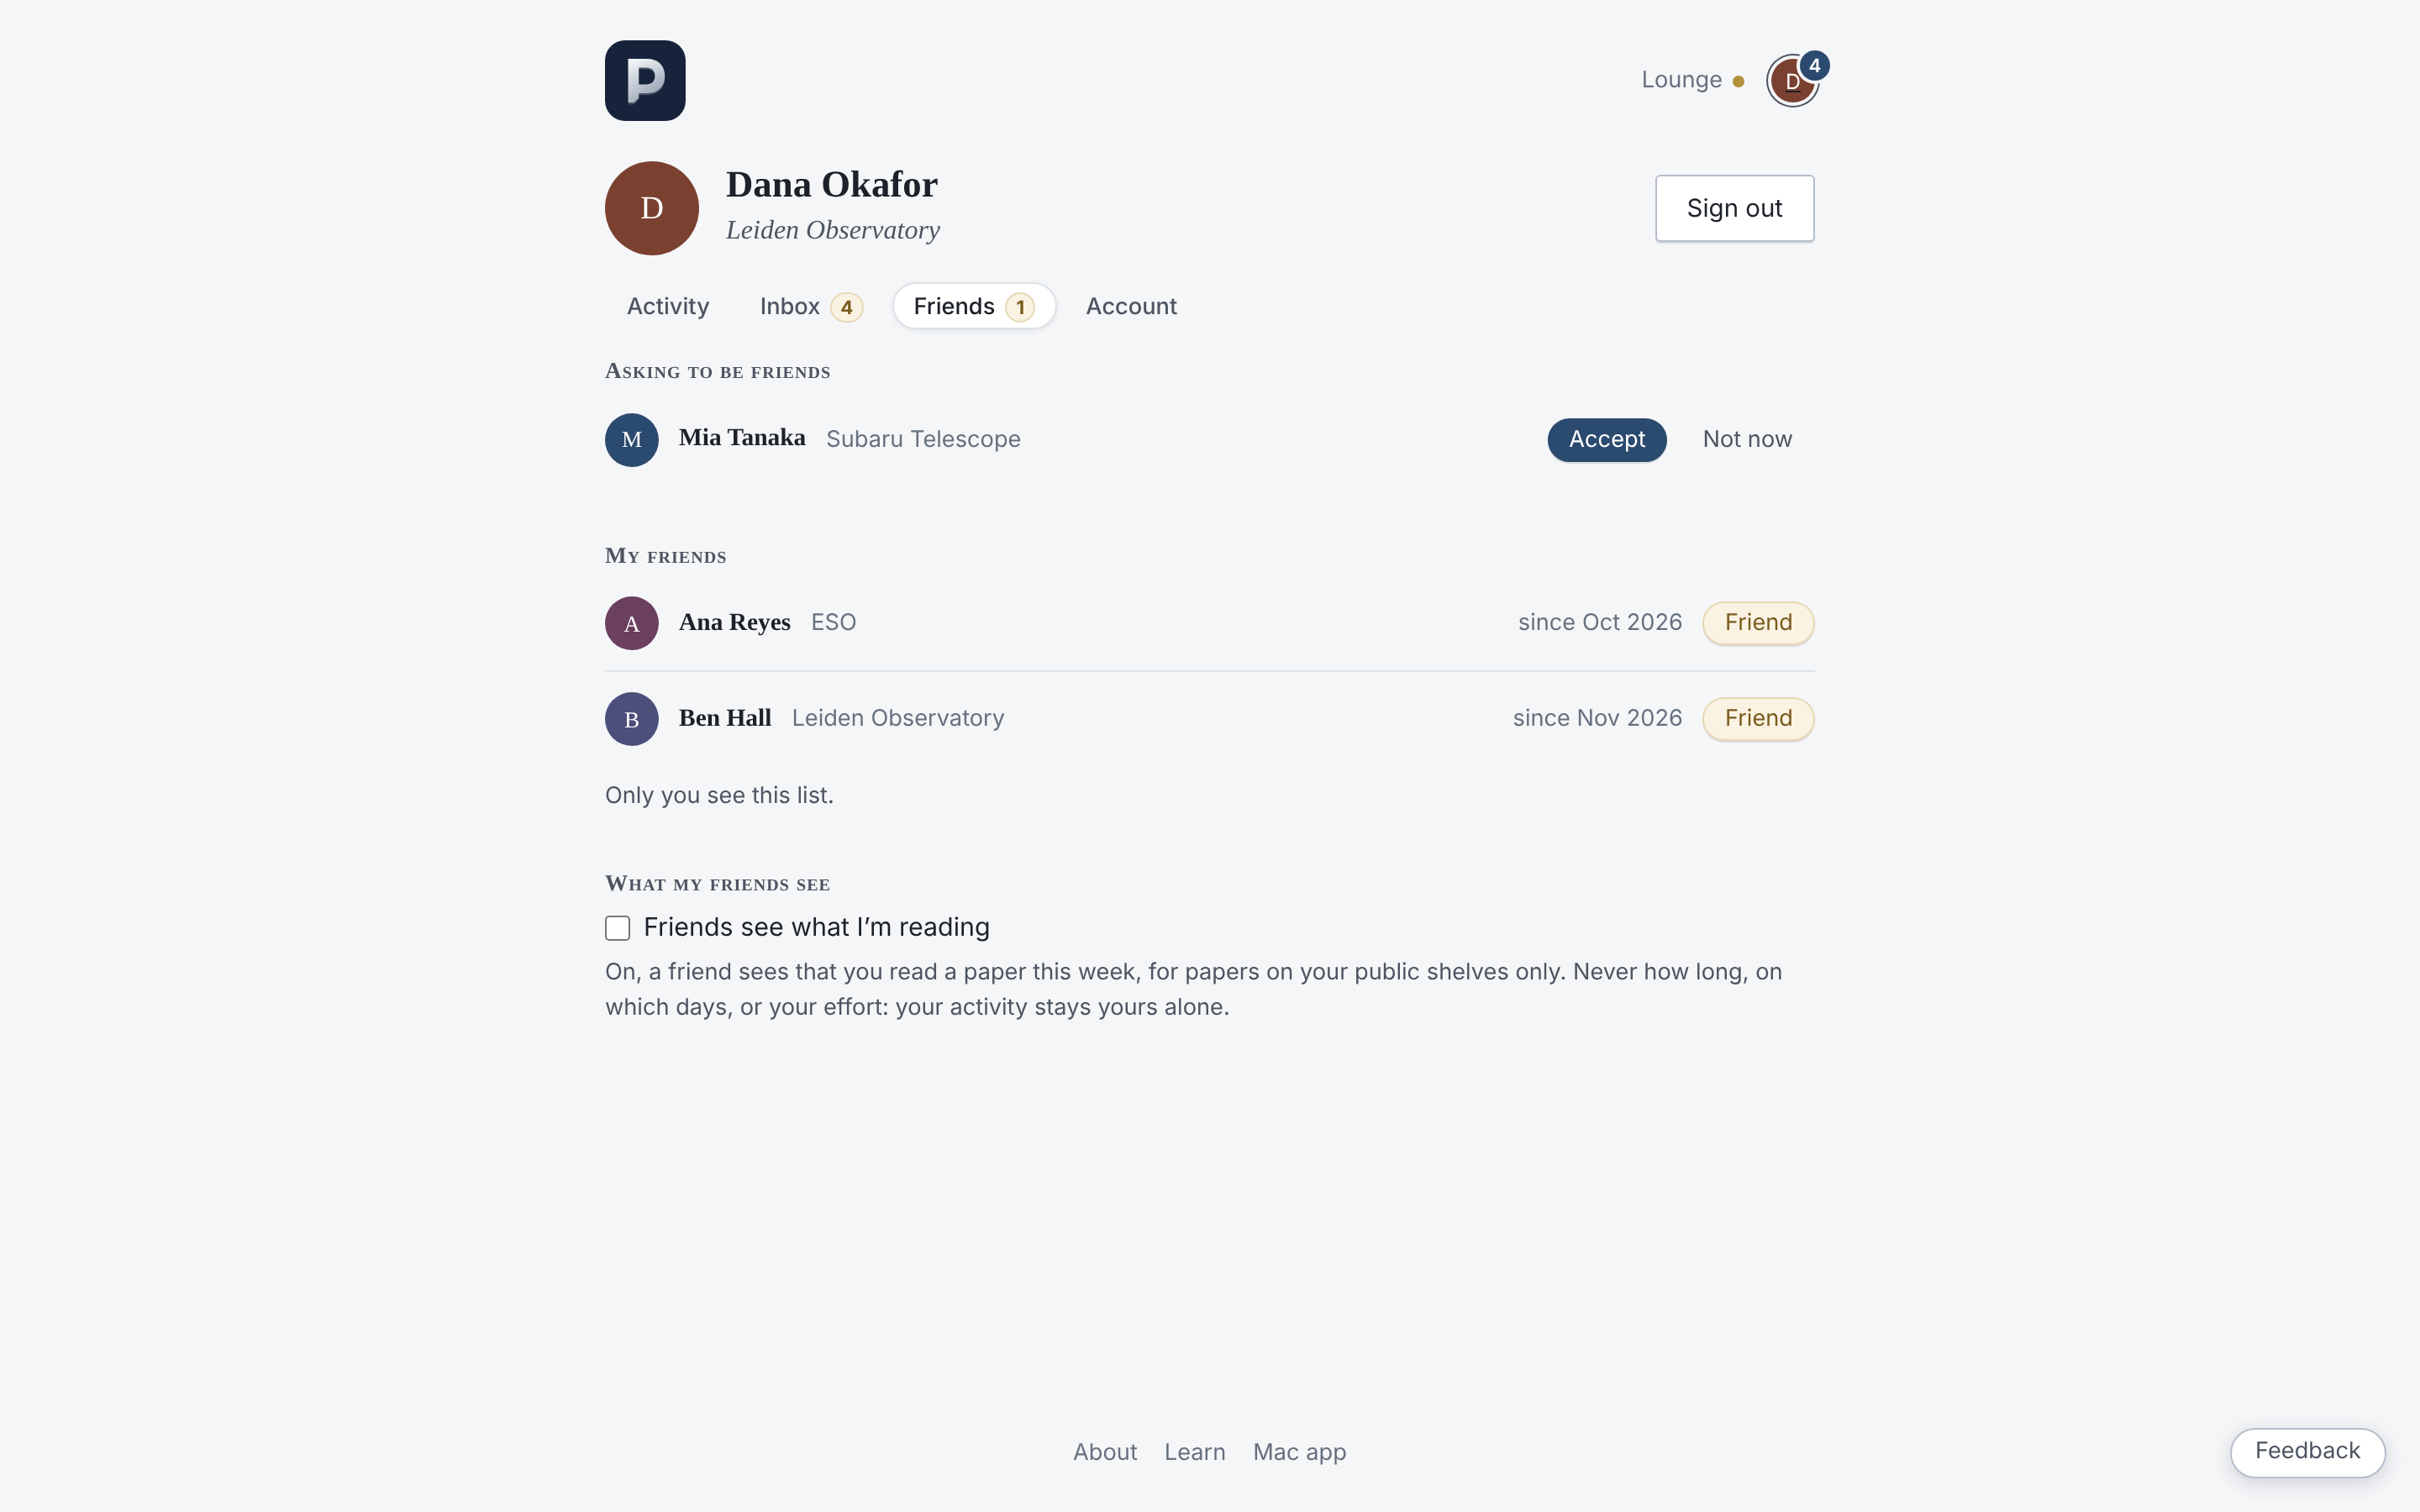 P
Lounge
D
4
D
Dana Okafor
Leiden Observatory
Sign out
Activity
Inbox 4
Friends 1
Account
Asking to be friends
M
Mia Tanaka Subaru Telescope
Accept
Not now
My friends
A
Ana Reyes ESO
since Oct 2026
Friend
B
Ben Hall Leiden Observatory
since Nov 2026
Friend
Only you see this list.
What my friends see
Friends see what I’m reading
On, a friend sees that you read a paper this week, for papers on your public shelves only. Never how long, on
which days, or your effort: your activity stays yours alone.
About Learn Mac app
Feedback